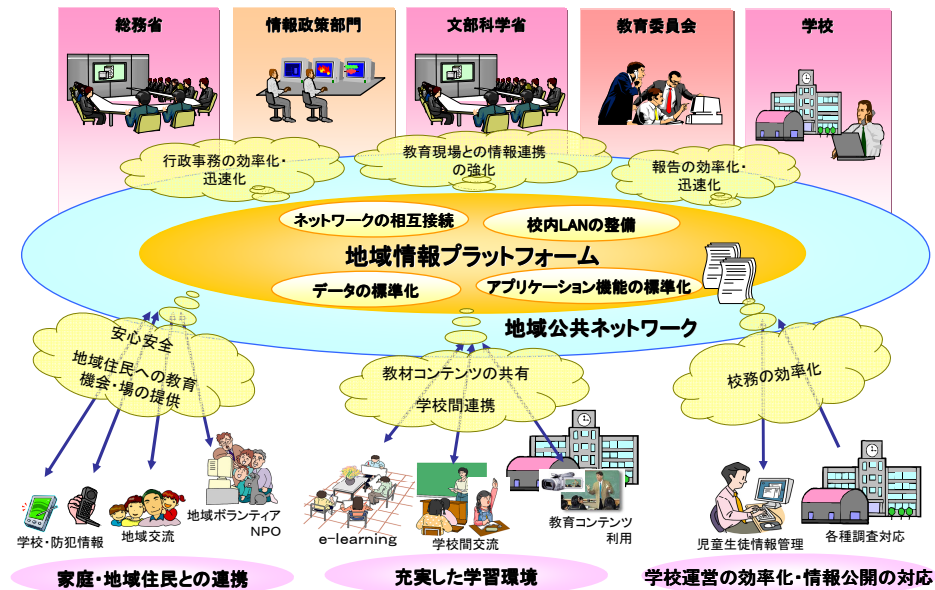 総務省
情報政策部門
文部科学省
教育委員会
学校
行政事務の効率化・
迅速化
教育現場との情報連携
の強化
報告の効率化・
迅速化
ネットワークの相互接続
校内LANの整備
地域情報プラットフォーム
データの標準化
アプリケーション機能の標準化
地域公共ネットワーク
安心安全
地域住民への教育
機会・場の提供
教材コンテンツの共有
学校間連携
校務の効率化
学校・防犯情報
地域交流
地域ボランティア
NPO
e-learning
学校間交流
教育コンテンツ
利用
児童生徒情報管理
各種調査対応
家庭・地域住民との連携
充実した学習環境
学校運営の効率化・情報公開の対応